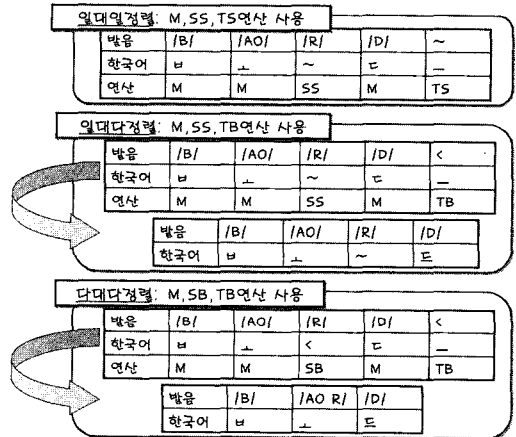 일대일정렬: M, SS, TS연산 사용
발음 /B/ /AO/ /R/ /D/ ~
한국어 ㅂ ㅗ ~ ㄷ ㅡ
연산 M M SS M TS
일대다정렬: M, SS, TB연산 사용
발음 /B/ /AO/ /R/ /D/ <
한국어 ㅂ ㅗ ~ ㄷ ㅡ
연산 M M SS M TB
발음 /B/ /AO/ /R/ /D/
한국어 ㅂ ㅗ ~ 드
다대다정렬: M, SB, TB연산 사용
발음 /B/ /AO/ /R/ /D/ <
한국어 ㅂ ㅗ < ㄷ ㅡ
연산 M M SB M TB
발음 /B/ /AO R/ /D/
한국어 ㅂ ㅗ 드